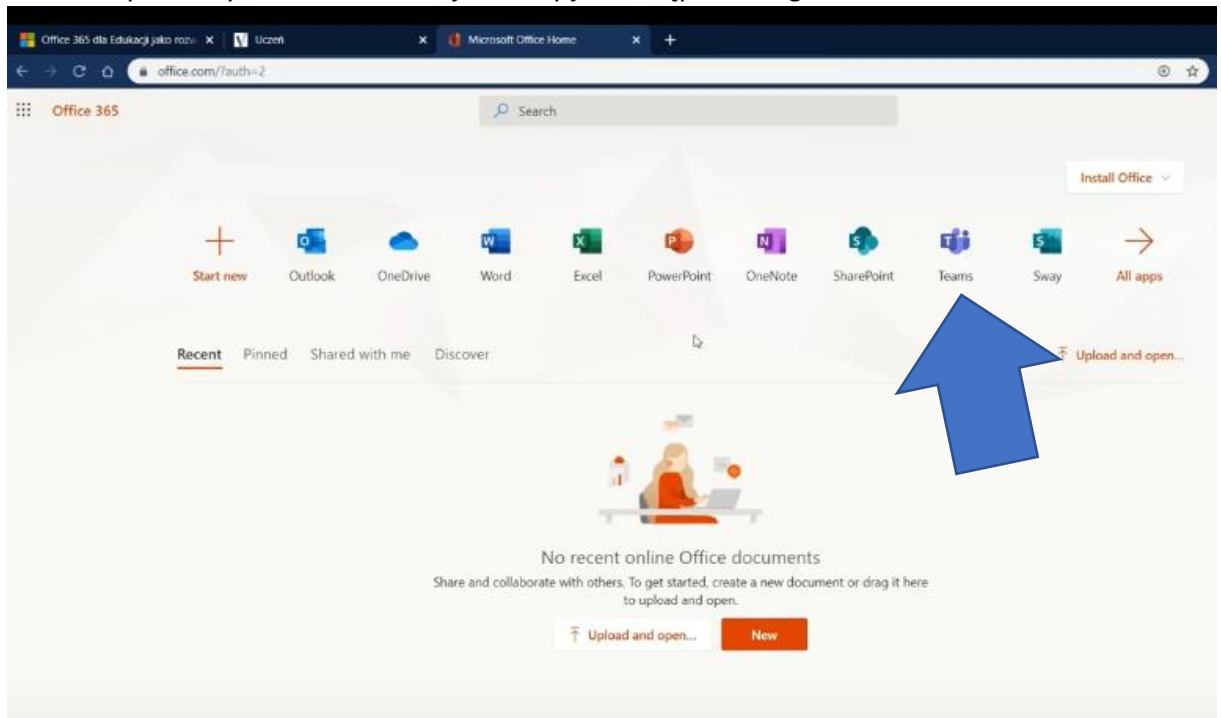 Office 365 dla Edukacji jako rozw
Uczeń
Microsoft Office Home
office.com/?auth=2
Office 365
Search
Install Office
Start new Outlook OneDrive Word Excel PowerPoint OneNote SharePoint Teams Sway All apps
Recent Pinned Shared with me Discover
Upload and open...
No recent online Office documents
Share and collaborate with others. To get started, create a new document or drag it here
to upload and open.
Upload and open... New